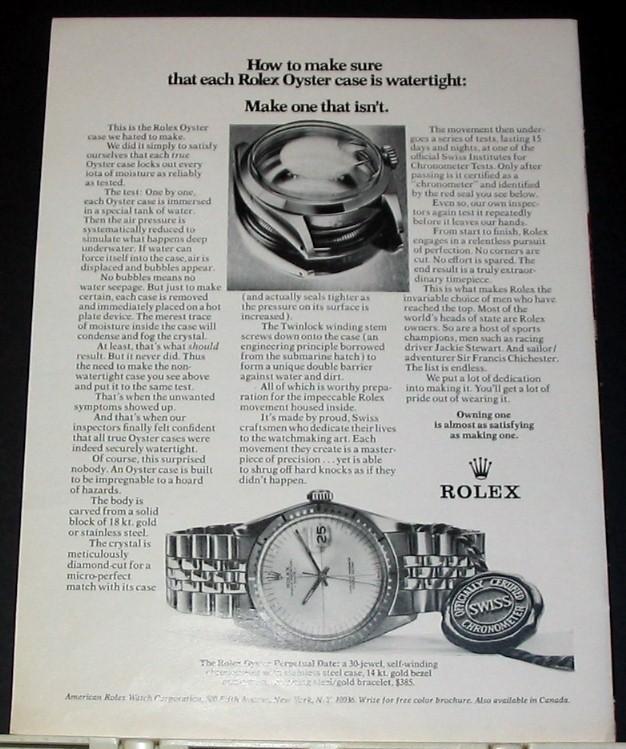 How to make sure
that each Rolex Oyster case is watertight:
Make one that isn't.
This is the Rolex Oyster
case we hated to make.
We did it simply to satisfy
ourselves that each true
Oyster case locks out every
iota of moisture as reliably
as tested.
The test: One by one,
each Oyster case is immersed
in a special tank of water.
Then the air pressure is
systematically reduced to
simulate what happens deep
underwater. If water can
force itself into the case, air is
displaced and bubbles appear.
No bubbles means no
water seepage. But just to make
certain, each case is removed
and immediately placed on a hot
plate device. The merest trace
of moisture inside the case will
condense and fog the crystal.
At least, that's what should
result. But it never did. Thus
the need to make the non-
watertight case you see above
and put it to the same test.
That's when the unwanted
symptoms showed up.
And that's when our
inspectors finally felt confident
that all true Oyster cases were
indeed securely watertight.
Of course, this surprised
nobody. An Oyster case is built
to be impregnable to a hoard
of hazards.
The body is
carved from a solid
block of 18 kt. gold
or stainless steel.
The crystal is
meticulously
diamond-cut for a
micro-perfect
match with its case
(and actually seals tighter as
the pressure on its surface is
increased).
The Twinlock winding stem
screws down onto the case (an
engineering principle borrowed
from the submarine hatch) to
form a unique double barrier
against water and dirt.
All of which is worthy prepa-
ration for the impeccable Rolex
movement housed inside.
It's made by proud, Swiss
craftsmen who dedicate their lives
to the watchmaking art. Each
movement they create is a master-
piece of precision...yet is able
to shrug off hard knocks as if they
didn't happen.
The movement then under-
goes a series of tests, lasting 15
days and nights, at one of the
official Swiss Institutes for
Chronometer Tests. Only after
passing is it certified as a
"chronometer" and identified
by the red seal you see below.
Even so, our own inspec-
tors again test it repeatedly
before it leaves our hands.
From start to finish, Rolex
engages in a relentless pursuit
of perfection. No corners are
cut. No effort is spared. The
end result is a truly extraor-
dinary timepiece.
This is what makes Rolex the
invariable choice of men who have
reached the top. Most of the
world's heads of state are Rolex
owners. So are a host of sports
champions, men such as racing
driver Jackie Stewart. And sailor/
adventurer Sir Francis Chichester.
The list is endless.
We put a lot of dedication
into making it. You'll get a lot of
pride out of wearing it.
Owning one
is almost as satisfying
as making one.
ROLEX
ROLEX
25
OFFICIALLY CERTIFIED
SWISS
CHRONOMETER
The Rolex Oyster Perpetual Date: a 30-jewel, self-winding
chronometer with stainless steel case, 14 kt. gold bezel
steel/gold bracelet, $385.
American Rolex Watch Corporation, 580 Fifth Avenue, New York, N.Y. 10036. Write for free color brochure. Also available in Canada.